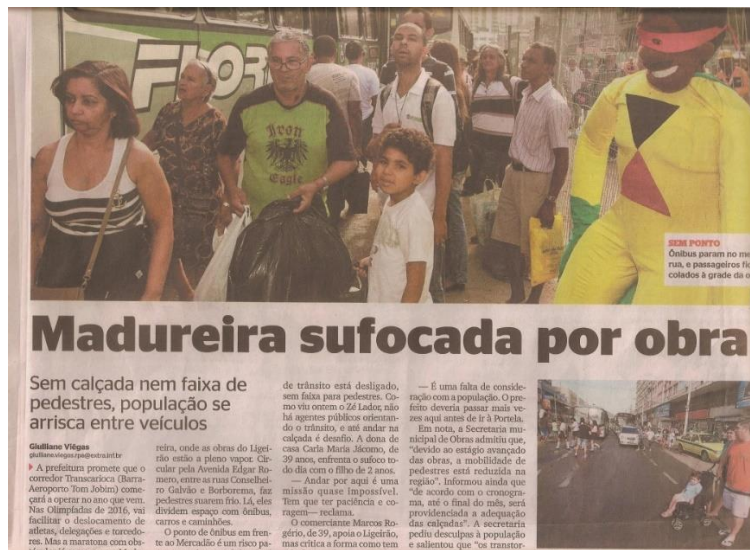 FLOR
Iron
Eagle
SEM PONTO
Ônibus param no me
rua, e passageiros fic
colados à grade da o
Madureira sufocada por obra
Sem calçada nem faixa de
pedestres, população se
arrisca entre veículos
Giulliano Viêgas
giulliano.viegas.rpa@extra.inf.br
A prefeitura promete que o
corredor Transcarioca (Barra-
Aeroporto Tom Jobim) come-
çará a operar no ano que vem.
Nas Olimpíadas de 2016, vai
facilitar o deslocamento de
atletas, delegações e torcedo-
res. Mas a maratona com obs-
reira, onde as obras do Ligei-
rão estão a pleno vapor. Cir-
cular pela Avenida Edgar Ro-
mero, entre as ruas Conselhei-
ro Galvão e Borborema, faz
pedestres suarem frio. Lá, eles
dividem espaço com ônibus,
carros e caminhões.
O ponto de ônibus em fren-
te ao Mercadão é um risco pa-
de trânsito está desligado,
sem faixa para pedestres. Co-
mo viu ontem o Zé Lador, não
há agentes públicos orientan-
do o trânsito, e até andar na
calçada é desafio. A dona de
casa Carla Maria Jácomo, de
39 anos, enfrenta o sufoco to-
do dia com o filho de 2 anos.
— Andar por aqui é uma
missão quase impossível.
Tem que ter paciência e co-
ragem— reclama.
O comerciante Marcos Ro-
gério, de 39, apoia o Ligeirão,
mas critica a forma como tem
— É uma falta de conside-
ração com a população. O pre-
feito deveria passar mais ve-
zes aqui antes de ir à Portela.
Em nota, a Secretaria mu-
nicipal de Obras admitiu que,
"devido ao estágio avançado
das obras, a mobilidade de
pedestres está reduzida na
região". Informou ainda que
"de acordo com o cronogra-
ma, até o final do mês, será
providenciada a adequação
das calçadas". A secretaria
pediu desculpas à população
e salientou que "os transtor-